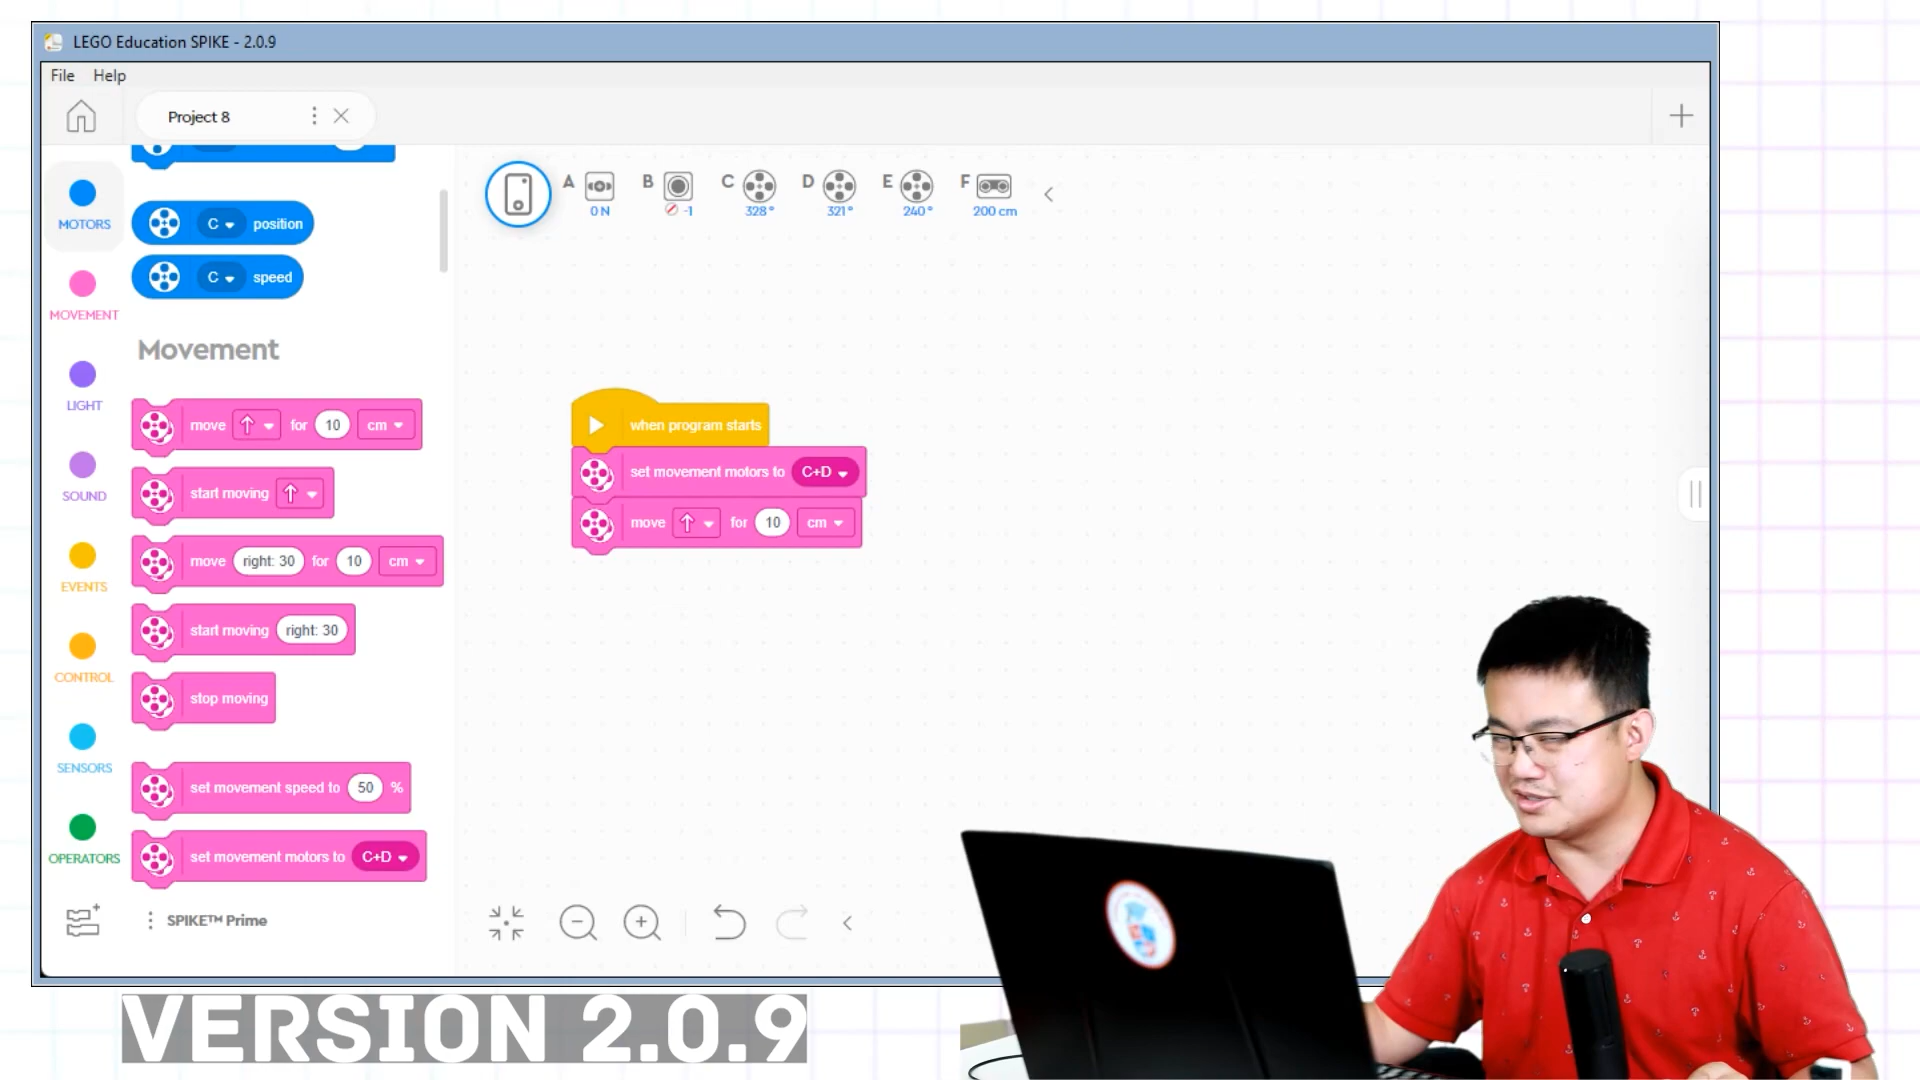 LEGO Education SPIKE - 2.0.9
File Help
Project 8
MOTORS
MOVEMENT
LIGHT
SOUND
EVENTS
CONTROL
SENSORS
OPERATORS
C position
C speed
Movement
move for 10 cm
start moving
move right: 30 for 10 cm
start moving right: 30
stop moving
set movement speed to 50 %
set movement motors to C+D
SPIKE™ Prime
A B C D E F
0 N -1 328° 321° 240° 200 cm
when program starts
set movement motors to C+D
move for 10 cm
VERSION 2.0.9